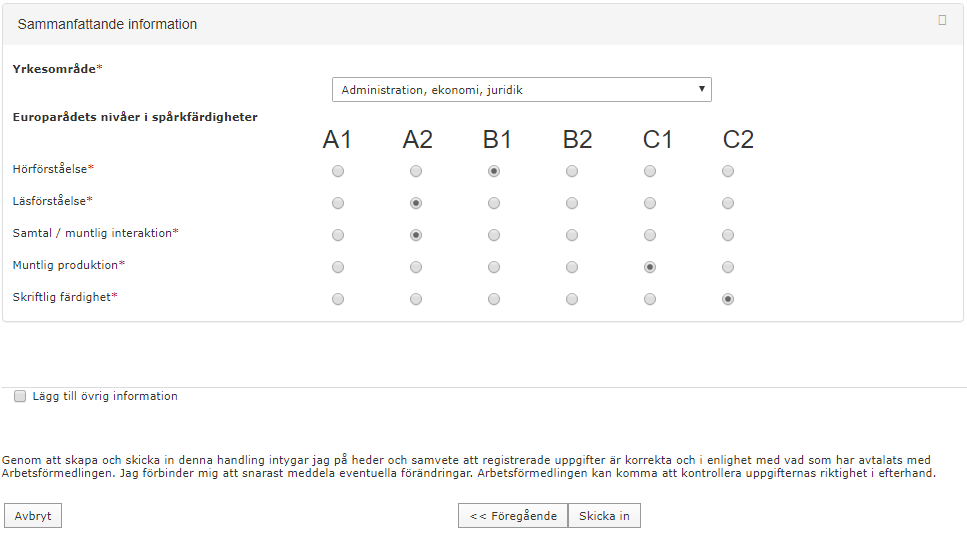 Sammanfattande information
Yrkesområde*
Administration, ekonomi, juridik
Europarådets nivåer i spårkfärdigheter
A1 A2 B1 B2 C1 C2
Hörförståelse*
Läsförståelse*
Samtal / muntlig interaktion*
Muntlig produktion*
Skriftlig färdighet*
Lägg till övrig information
Genom att skapa och skicka in denna handling intygar jag på heder och samvete att registrerade uppgifter är korrekta och i enlighet med vad som har avtalats med
Arbetsförmedlingen. Jag förbinder mig att snarast meddela eventuella förändringar. Arbetsförmedlingen kan komma att kontrollera uppgifternas riktighet i efterhand.
Avbryt << Föregående Skicka in